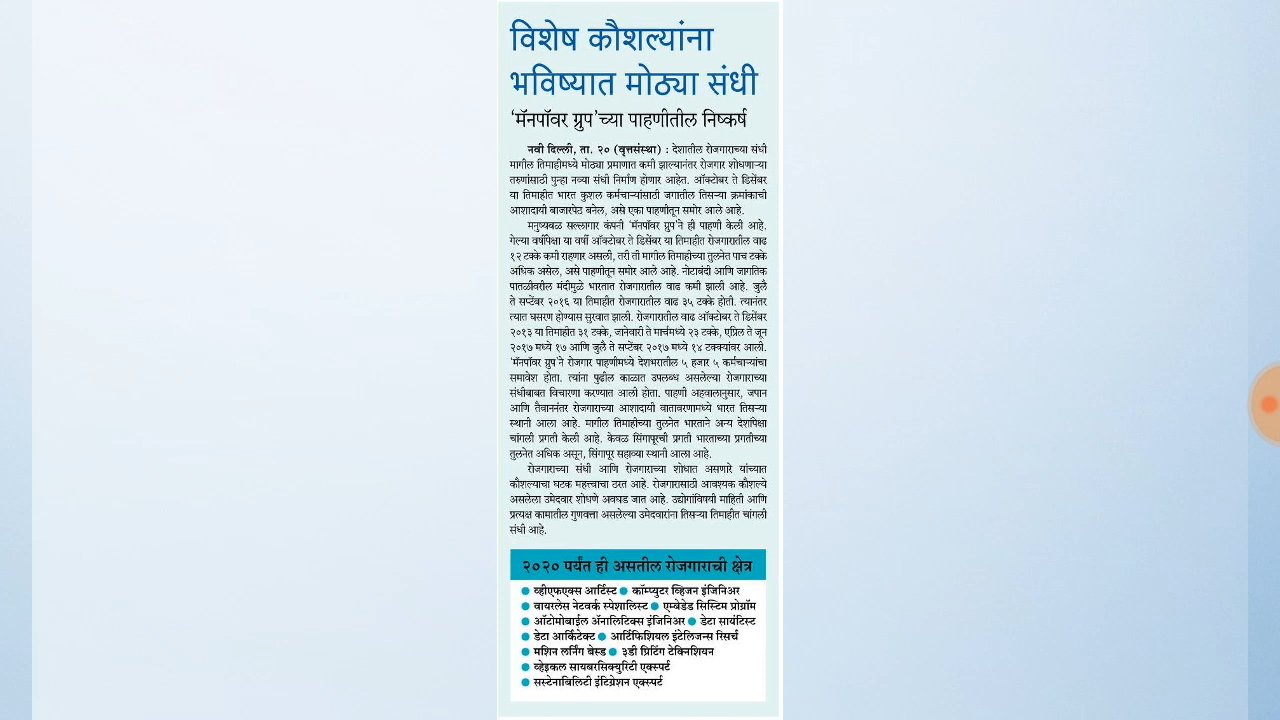 विशेष कौशल्यांना
भविष्यात मोठ्या संधी
‘मॅनपॉवर ग्रुप’च्या पाहणीतील निष्कर्ष
नवी दिल्ली, ता. २० (वृत्तसंस्था) : देशातील रोजगाराच्या संधी
मागील तिमाहीमध्ये मोठ्या प्रमाणात कमी झाल्यानंतर रोजगार शोधणाऱ्या
तरुणांसाठी पुन्हा नव्या संधी निर्माण होणार आहेत. ऑक्टोबर ते डिसेंबर
या तिमाहीत भारत कुशल कर्मचाऱ्यांसाठी जगातील तिसऱ्या क्रमांकाची
आशादायी बाजारपेठ बनेल, असे एका पाहणीतून समोर आले आहे.
मनुष्यबळ सल्लागार कंपनी ‘मॅनपॉवर ग्रुप’ने ही पाहणी केली आहे.
गेल्या वर्षीपेक्षा या वर्षी ऑक्टोबर ते डिसेंबर या तिमाहीत रोजगारातील वाढ
१२ टक्के कमी राहणार असली, तरी ती मागील तिमाहीच्या तुलनेत पाच टक्के
अधिक असेल, असे पाहणीतून समोर आले आहे. नोटाबंदी आणि जागतिक
पातळीवरील मंदीमुळे भारतात रोजगारातील वाढ कमी झाली आहे. जुलै
ते सप्टेंबर २०१६ या तिमाहीत रोजगारातील वाढ ३५ टक्के होती. त्यानंतर
त्यात घसरण होण्यास सुरवात झाली. रोजगारातील वाढ ऑक्टोबर ते डिसेंबर
२०१३ या तिमाहीत ३१ टक्के, जानेवारी ते मार्चमध्ये २३ टक्के, एप्रिल ते जून
२०१७ मध्ये १७ आणि जुलै ते सप्टेंबर २०१७ मध्ये १४ टक्क्यांवर आली.
‘मॅनपॉवर ग्रुप’ने रोजगार पाहणीमध्ये देशभरातील ५ हजार ५ कर्मचाऱ्यांचा
समावेश होता. त्यांना पुढील काळात उपलब्ध असलेल्या रोजगाराच्या
संधीबाबत विचारणा करण्यात आली होता. पाहणी अहवालानुसार, जपान
आणि तैवाननंतर रोजगाराच्या आशादायी वातावरणामध्ये भारत तिसऱ्या
स्थानी आला आहे. मागील तिमाहीच्या तुलनेत भारताने अन्य देशांपेक्षा
चांगली प्रगती केली आहे. केवळ सिंगापूरची प्रगती भारताच्या प्रगतीच्या
तुलनेत अधिक असून, सिंगापूर सहाव्या स्थानी आला आहे.
रोजगाराच्या संधी आणि रोजगाराच्या शोधात असणारे यांच्यात
कौशल्याचा घटक महत्त्वाचा ठरत आहे. रोजगारासाठी आवश्यक कौशल्ये
असलेला उमेदवार शोधणे अवघड जात आहे. उद्योगांविषयी माहिती आणि
प्रत्यक्ष कामातील गुणवत्ता असलेल्या उमेदवारांना तिसऱ्या तिमाहीत चांगली
संधी आहे.
२०२० पर्यंत ही असतील रोजगाराची क्षेत्र
● व्हीएफएक्स आर्टिस्ट ● कॉम्प्युटर व्हिजन इंजिनिअर
● वायरलेस नेटवर्क स्पेशालिस्ट ● एम्बेडेड सिस्टिम प्रोग्रॅम
● ऑटोमोबाईल ॲनालिटिक्स इंजिनिअर ● डेटा सायंटिस्ट
● डेटा आर्किटेक्ट ● आर्टिफिशियल इंटेलिजन्स रिसर्च
● मशिन लर्निंग बेस्ड ● ३डी प्रिटिंग टेक्निशियन
● व्हेइकल सायबरसिक्युरिटी एक्स्पर्ट
● सस्टेनाबिलिटी इंटिग्रेशन एक्स्पर्ट